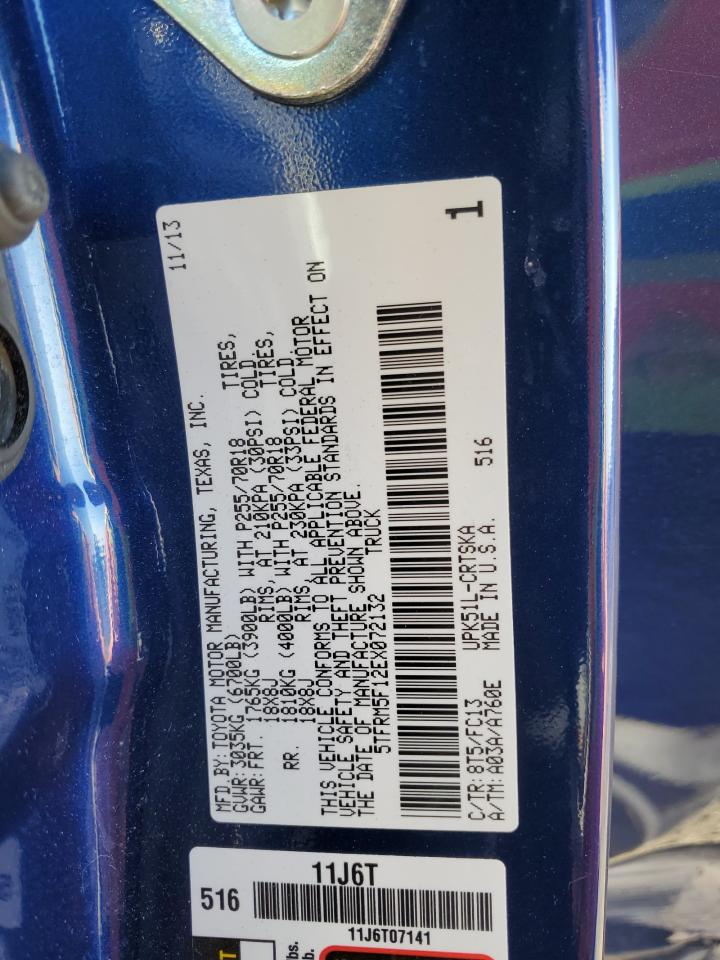 11/13
MFD.BY:TOYOTA MOTOR MANUFACTURING, TEXAS, INC.
GVWR:3035KG (6700LB)
GAWR:FRT. 1765KG (3900LB) WITH P255/70R18 TIRES,
18X8J RIMS, AT 210KPA (30PSI) COLD
RR. 1810KG (4000LB) WITH P255/70R18 TIRES,
18X8J RIMS, AT 230KPA (33PSI) COLD
THIS VEHICLE CONFORMS TO ALL APPLICABLE FEDERAL MOTOR
VEHICLE SAFETY AND THEFT PREVENTION STANDARDS IN EFFECT ON
THE DATE OF MANUFACTURE SHOWN ABOVE.
5TFRM5F12EX072132 TRUCK
C/TR:8T5/FC13 UPK51L-CRTSKA
A/TM:A03A/A760E MADE IN U.S.A. 516
1
11J6T
516
11J6T07141